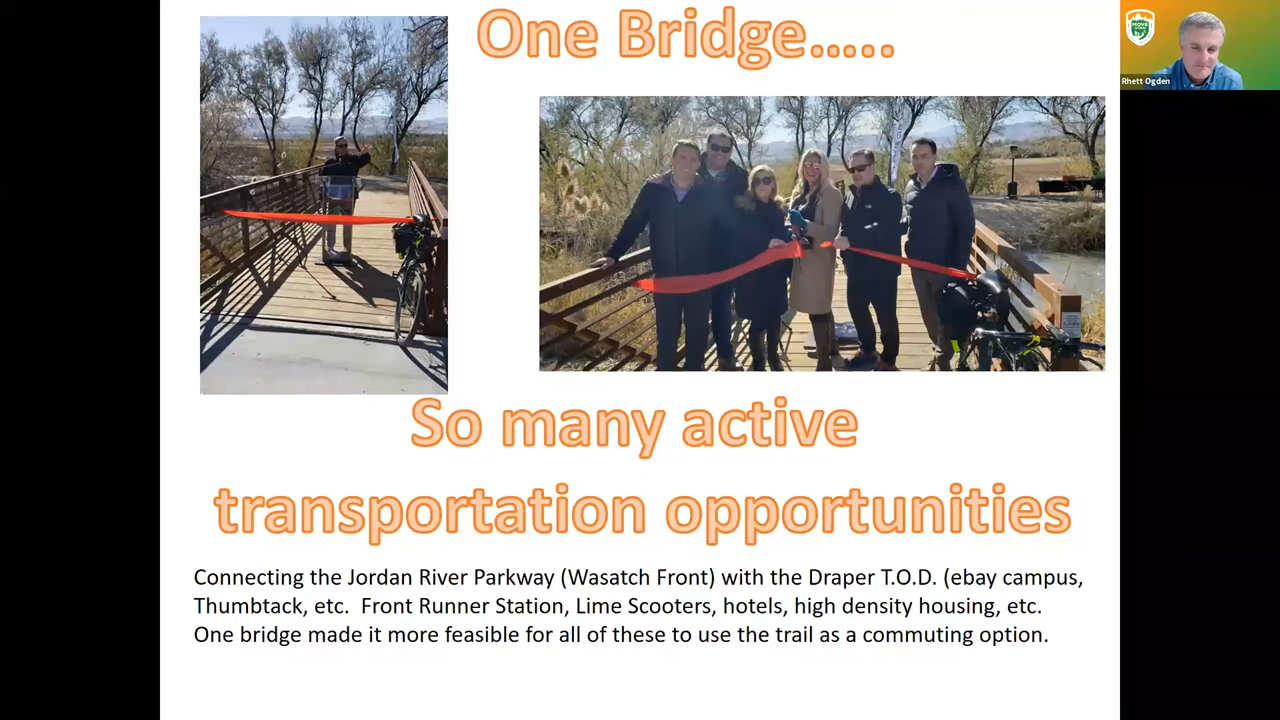 One Bridge.....
MOVE
Rhett Ogden
So many active
transportation opportunities
Connecting the Jordan River Parkway (Wasatch Front) with the Draper T.O.D. (ebay campus,
Thumbtack, etc.  Front Runner Station, Lime Scooters, hotels, high density housing, etc.
One bridge made it more feasible for all of these to use the trail as a commuting option.